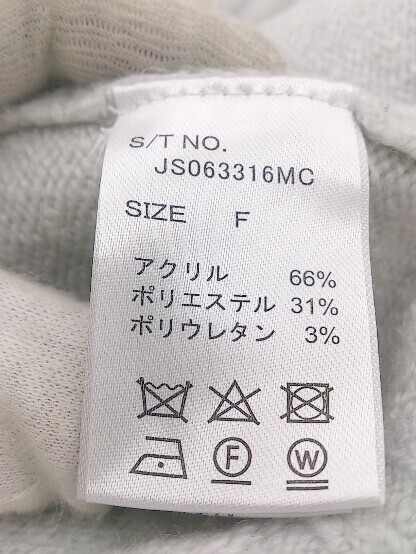 S/T NO.
JS063316MC
SIZE F
アクリル 66%
ポリエステル 31%
ポリウレタン 3%
F W